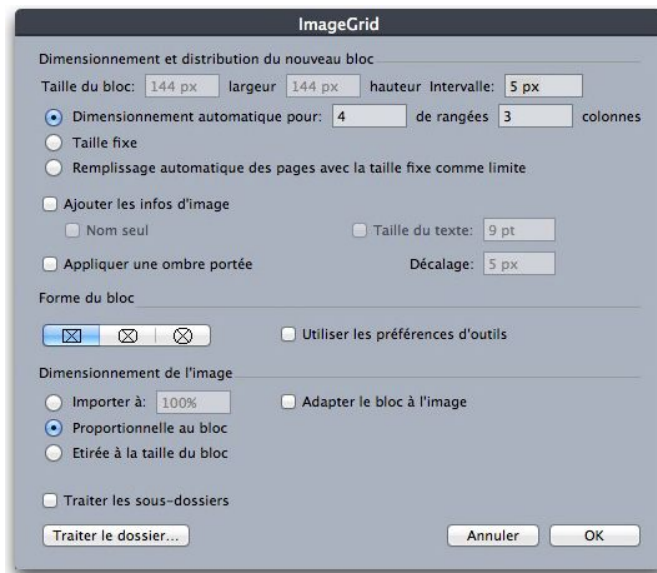 ImageGrid
Dimensionnement et distribution du nouveau bloc
Taille du bloc: 144 px largeur 144 px hauteur Intervalle: 5 px
Dimensionnement automatique pour: 4 de rangées 3 colonnes
Taille fixe
Remplissage automatique des pages avec la taille fixe comme limite
Ajouter les infos d'image
Nom seul Taille du texte: 9 pt
Appliquer une ombre portée Décalage: 5 px
Forme du bloc
Utiliser les préférences d'outils
Dimensionnement de l'image
Importer à: 100% Adapter le bloc à l'image
Proportionnelle au bloc
Etirée à la taille du bloc
Traiter les sous-dossiers
Traiter le dossier... Annuler OK